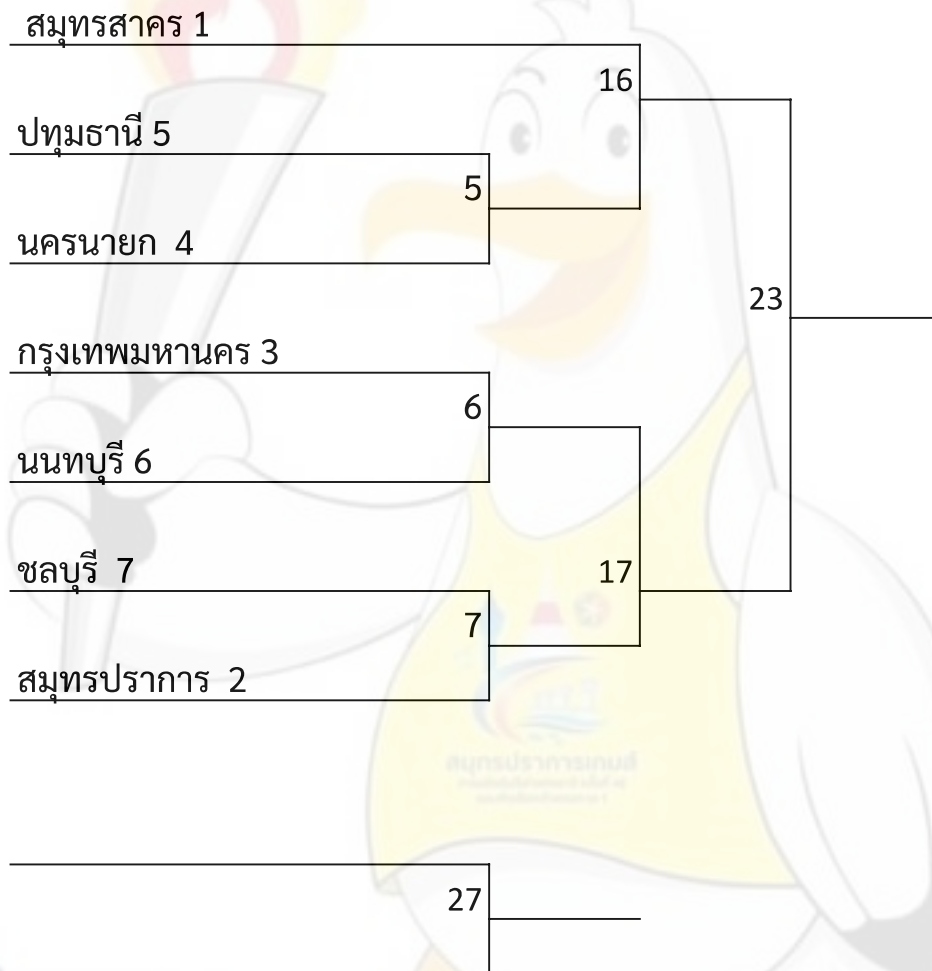 สมุทรสาคร 1
16
ปทุมธานี 5
5
นครนายก 4
23
กรุงเทพมหานคร 3
6
นนทบุรี 6
ชลบุรี 7
17
7
สมุทรปราการ 2
สมุทรปราการเกมส์
27